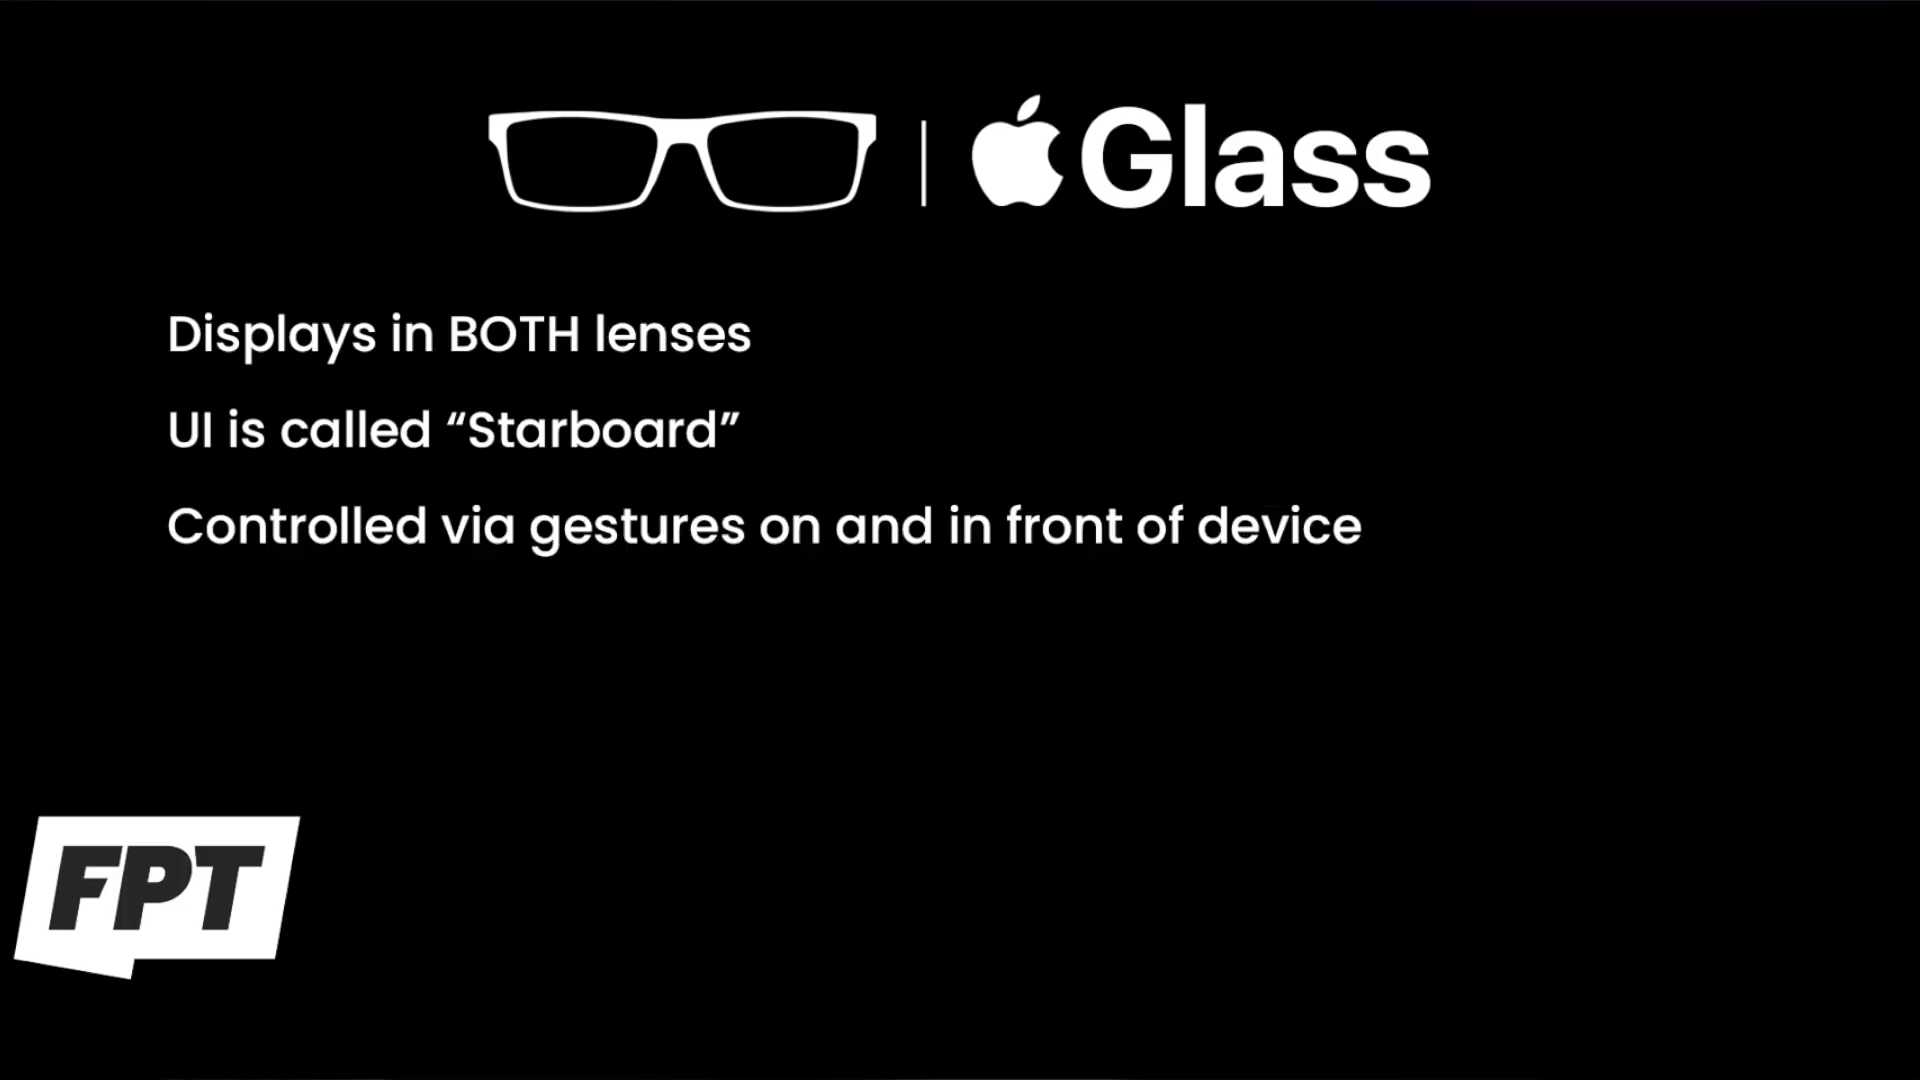 Glass
Displays in BOTH lenses
UI is called “Starboard”
Controlled via gestures on and in front of device
FPT